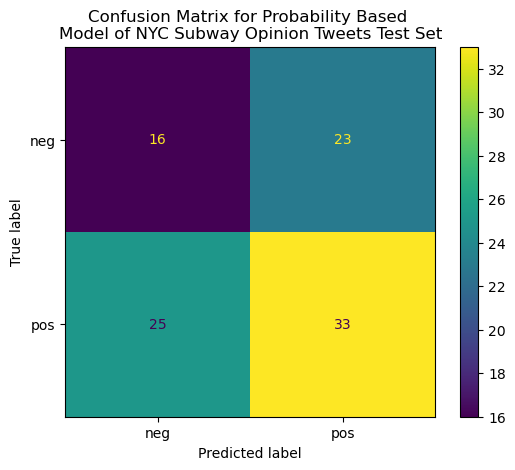 Confusion Matrix for Probability Based
Model of NYC Subway Opinion Tweets Test Set
neg
16
23
pos
25
33
neg
pos
True label
Predicted label
32
30
28
26
24
22
20
18
16